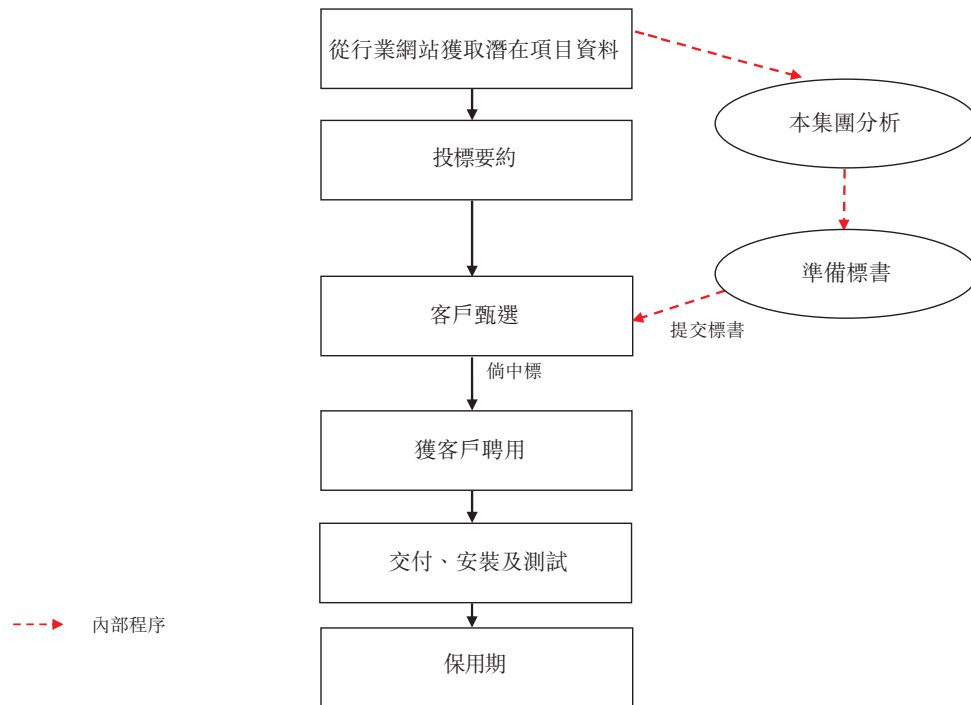 從行業網站獲取潛在項目資料
本集團分析
投標要約
準備標書
客戶甄選
提交標書
倘中標
獲客戶聘用
交付、安裝及測試
內部程序
保用期